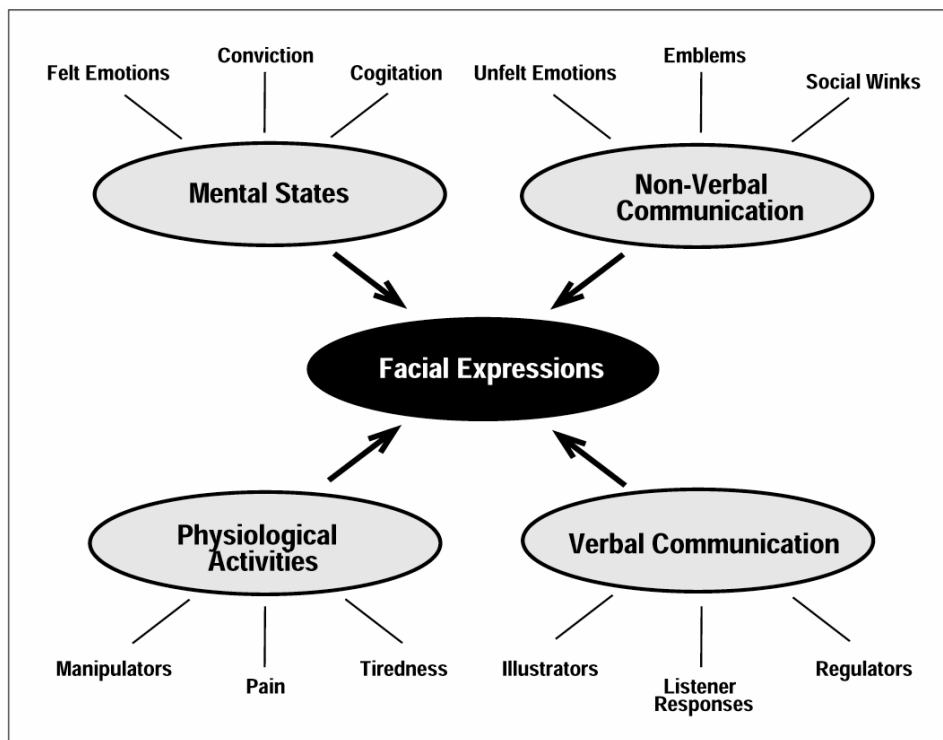 Felt Emotions
Conviction
Cogitation
Mental States
Unfelt Emotions
Emblems
Social Winks
Non-Verbal
Communication
Facial Expressions
Physiological
Activities
Manipulators
Pain
Tiredness
Verbal Communication
Illustrators
Listener
Responses
Regulators